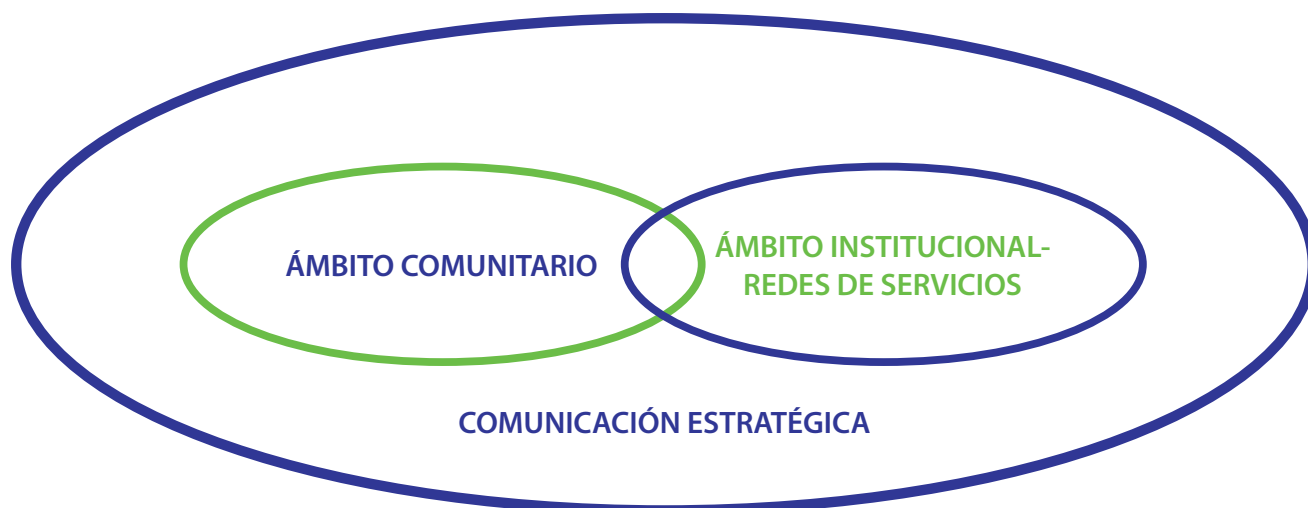 ÁMBITO COMUNITARIO
ÁMBITO INSTITUCIONAL-
REDES DE SERVICIOS
COMUNICACIÓN ESTRATÉGICA